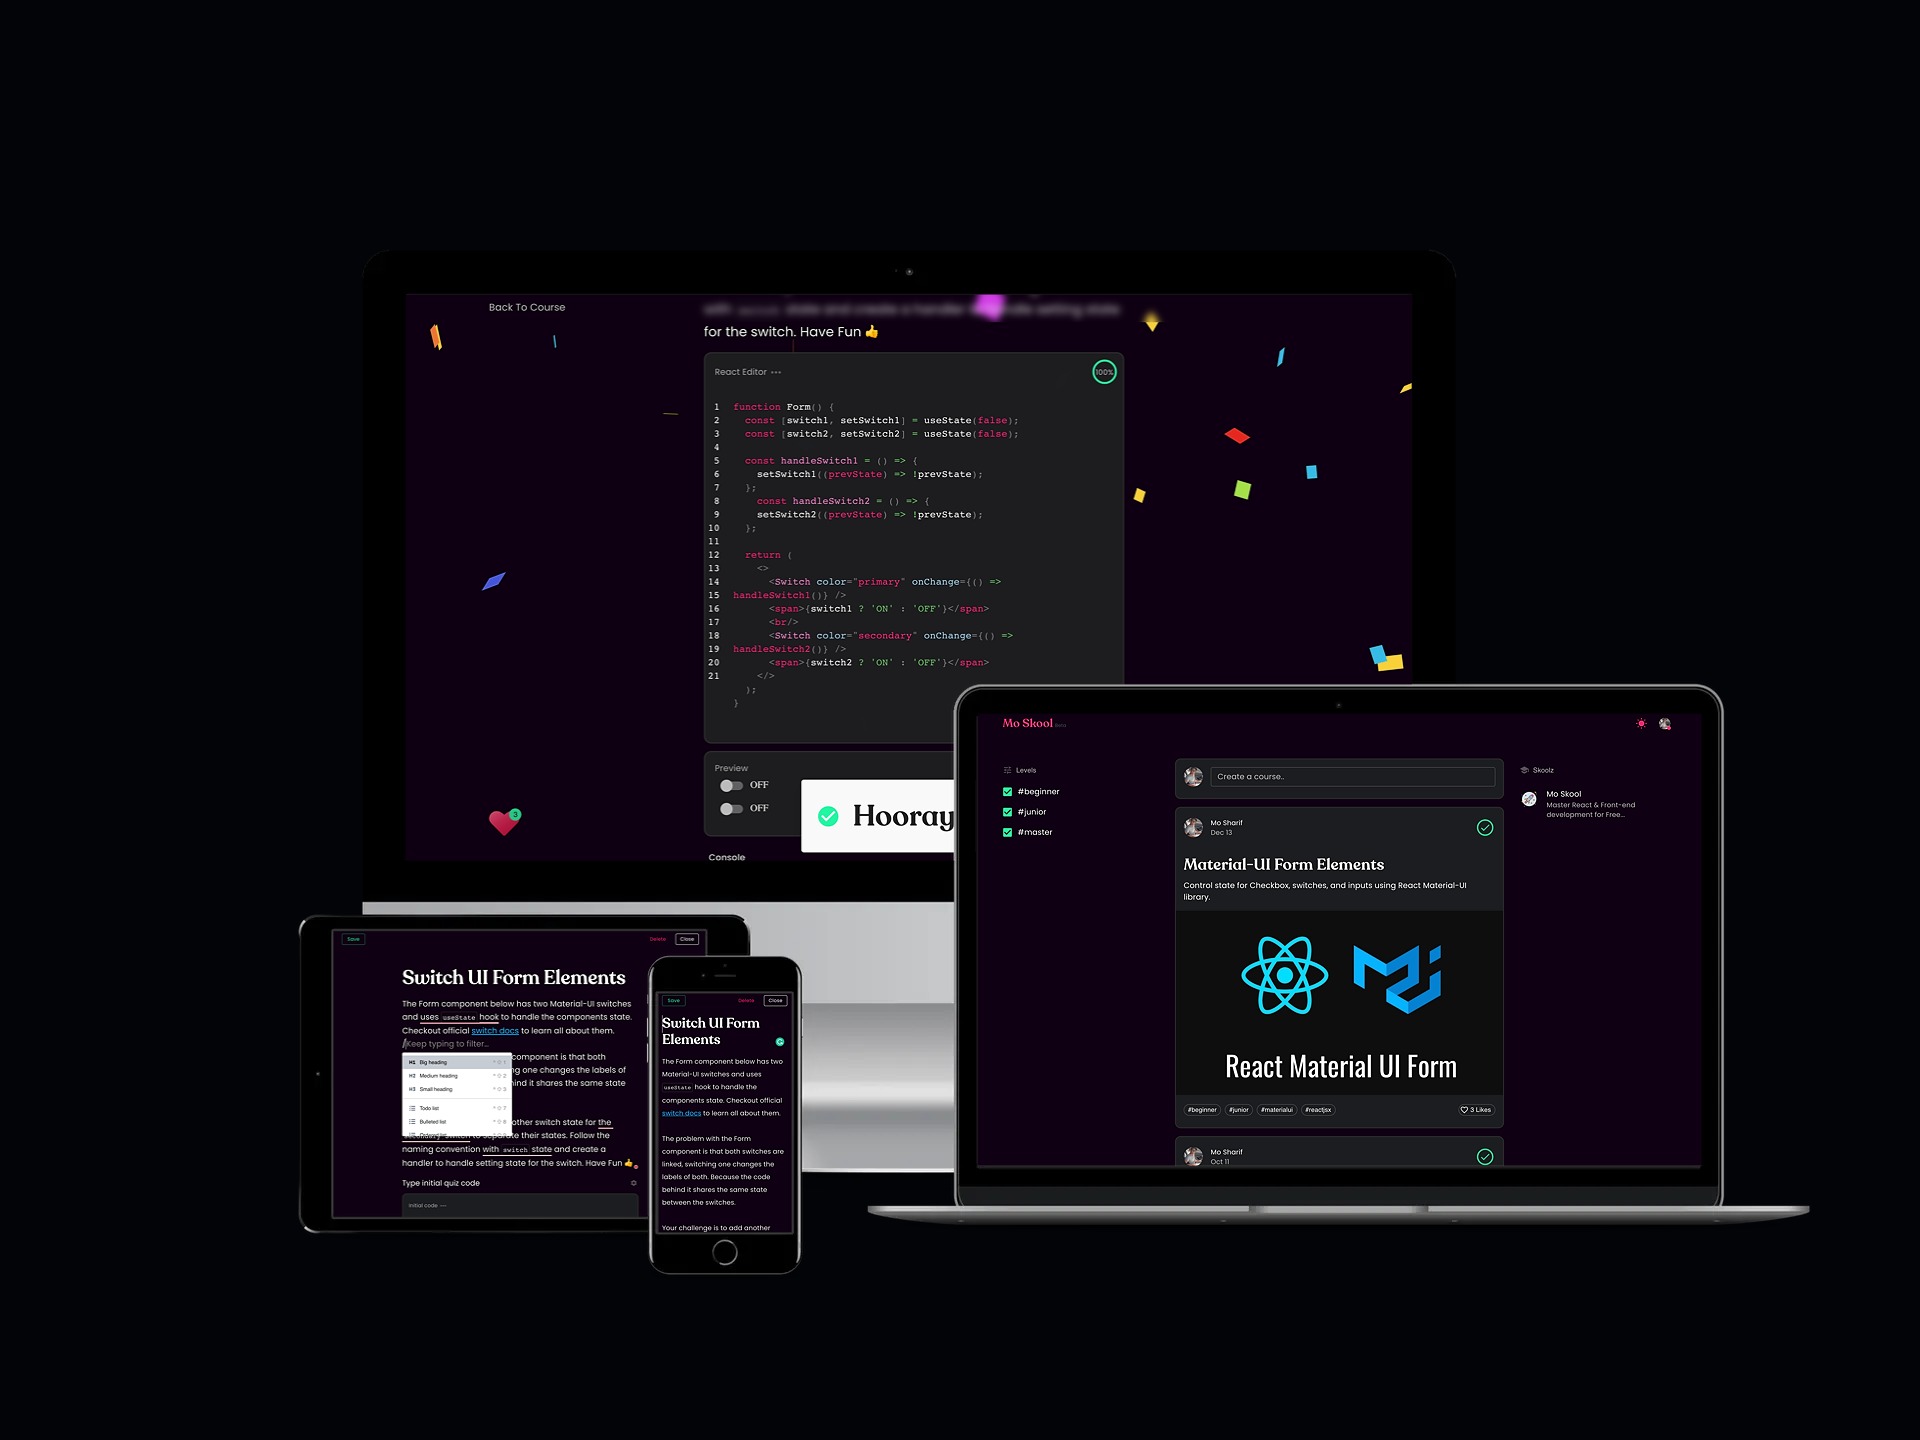 Back To Course
with switch state and create a handler to handle setting state
for the switch. Have Fun 👍
React Editor •••
100%
1 function Form() {
2 const [switch1, setSwitch1] = useState(false);
3 const [switch2, setSwitch2] = useState(false);
4
5 const handleSwitch1 = () => {
6 setSwitch1((prevState) => !prevState);
7 };
8 const handleSwitch2 = () => {
9 setSwitch2((prevState) => !prevState);
10 };
11
12 return (
13 <>
14 <Switch color="primary" onChange={() =>
15 handleSwitch1()} />
16 <span>{switch1 ? 'ON' : 'OFF'}</span>
17 <br/>
18 <Switch color="secondary" onChange={() =>
19 handleSwitch2()} />
20 <span>{switch2 ? 'ON' : 'OFF'}</span>
21 </>
);
}
Preview
OFF
OFF
3
Hooray
Console
Mo Skool
Levels
#beginner
#junior
#master
Create a course..
Mo Sharif
Dec 13
Material-UI Form Elements
Control state for Checkbox, switches, and inputs using React Material-UI
library.
React Material UI Form
#beginner #junior #materialui #reactjsx 3 Likes
Mo Sharif
Oct 11
Skoolz
Mo Skool
Master React & Front-end
development for Free...
Save Delete Close
Switch UI Form Elements
The Form component below has two Material-UI switches
and uses useState hook to handle the components state.
Checkout official switch docs to learn all about them.
/Keep typing to filter...
H1 Big heading
H2 Medium heading
H3 Small heading
Todo list
Bulleted list
component is that both
ng one changes the labels of
hind it shares the same state
other switch state for the
secondary switch to separate their states. Follow the
naming convention with switch state and create a
handler to handle setting state for the switch. Have Fun 👍
Type initial quiz code
Initial code •••
Save Delete Close
Switch UI Form
Elements
The Form component below has two
Material-UI switches and uses
useState hook to handle the
components state. Checkout official
switch docs to learn all about them.
The problem with the Form
component is that both switches are
linked, switching one changes the
labels of both. Because the code
behind it shares the same state
between the switches.
Your challenge is to add another